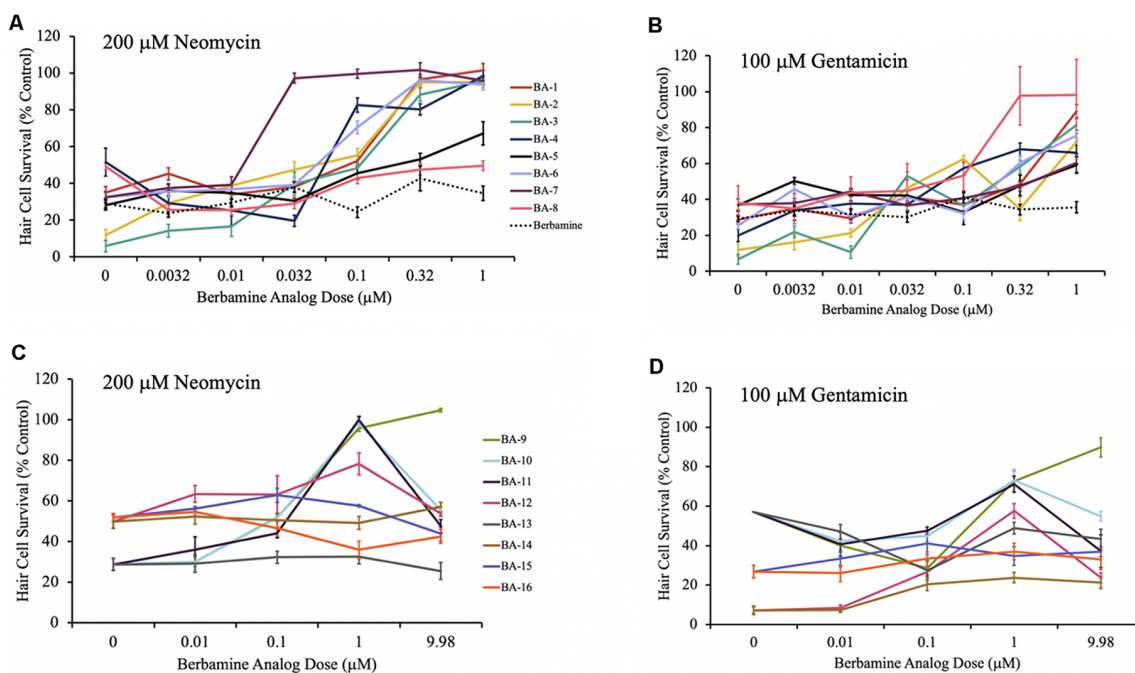 A
200 µM Neomycin
Hair Cell Survival (% Control)
120
100
80
60
40
20
0
0 0.0032 0.01 0.032 0.1 0.32 1
Berbamine Analog Dose (µM)
BA-1
BA-2
BA-3
BA-4
BA-5
BA-6
BA-7
BA-8
Berbamine
B
100 µM Gentamicin
Hair Cell Survival (% Control)
120
100
80
60
40
20
0
0 0.0032 0.01 0.032 0.1 0.32 1
Berbamine Analog Dose (µM)
C
200 µM Neomycin
Hair Cell Survival (% Control)
120
100
80
60
40
20
0
0 0.01 0.1 1 9.98
Berbamine Analog Dose (µM)
BA-9
BA-10
BA-11
BA-12
BA-13
BA-14
BA-15
BA-16
D
100 µM Gentamicin
Hair Cell Survival (% Control)
120
100
80
60
40
20
0
0 0.01 0.1 1 9.98
Berbamine Analog Dose (µM)